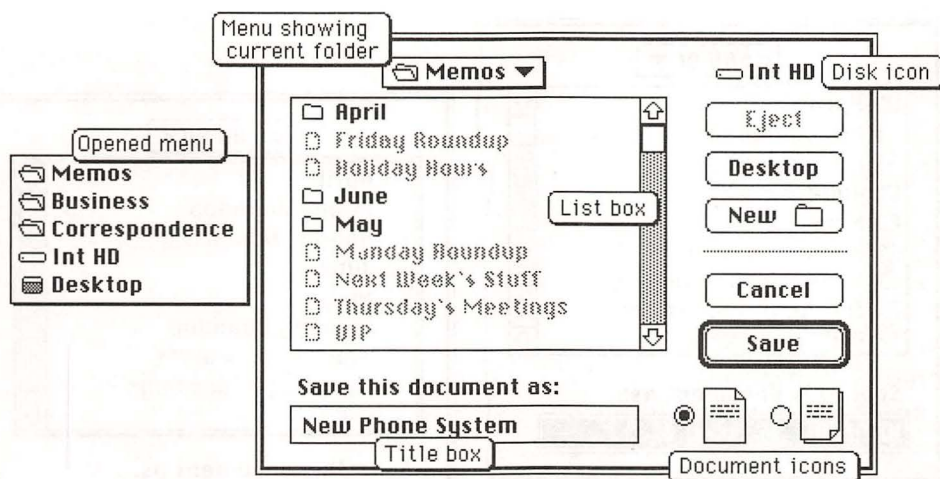 Menu showing
current folder
Memos
Int HD
Disk icon
April
Friday Roundup
Holiday Hours
June
May
Monday Roundup
Next Week's Stuff
Thursday's Meetings
VIP
List box
Eject
Desktop
New
Cancel
Save
Opened menu
Memos
Business
Correspondence
Int HD
Desktop
Save this document as:
New Phone System
Title box
Document icons